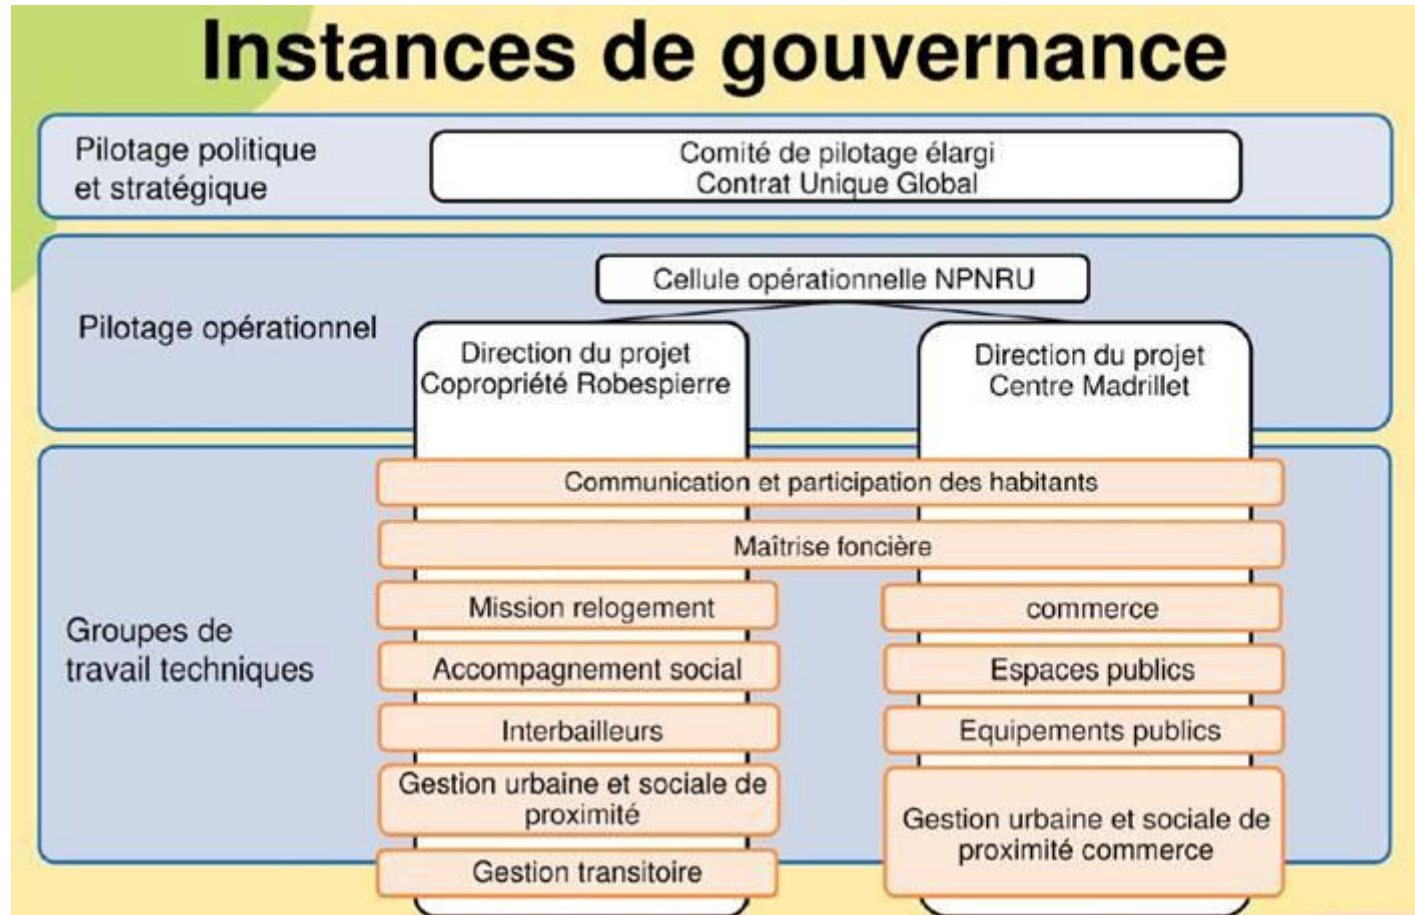 Instances de gouvernance
Pilotage politique
et stratégique
Comité de pilotage élargi
Contrat Unique Global
Cellule opérationnelle NPNRU
Pilotage opérationnel
Direction du projet
Copropriété Robespierre
Direction du projet
Centre Madrillet
Communication et participation des habitants
Maîtrise foncière
Groupes de
travail techniques
Mission relogement
Accompagnement social
Interbailleurs
Gestion urbaine et sociale de
proximité
Gestion transitoire
commerce
Espaces publics
Equipements publics
Gestion urbaine et sociale de
proximité commerce